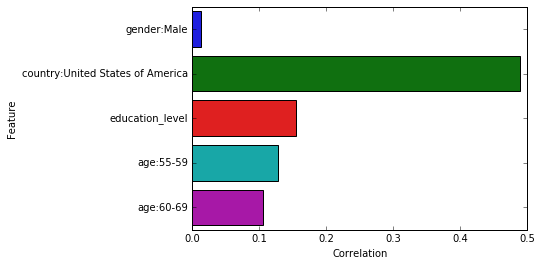 gender:Male
country:United States of America
education_level
age:55-59
age:60-69
Feature
0.0 0.1 0.2 0.3 0.4 0.5
Correlation